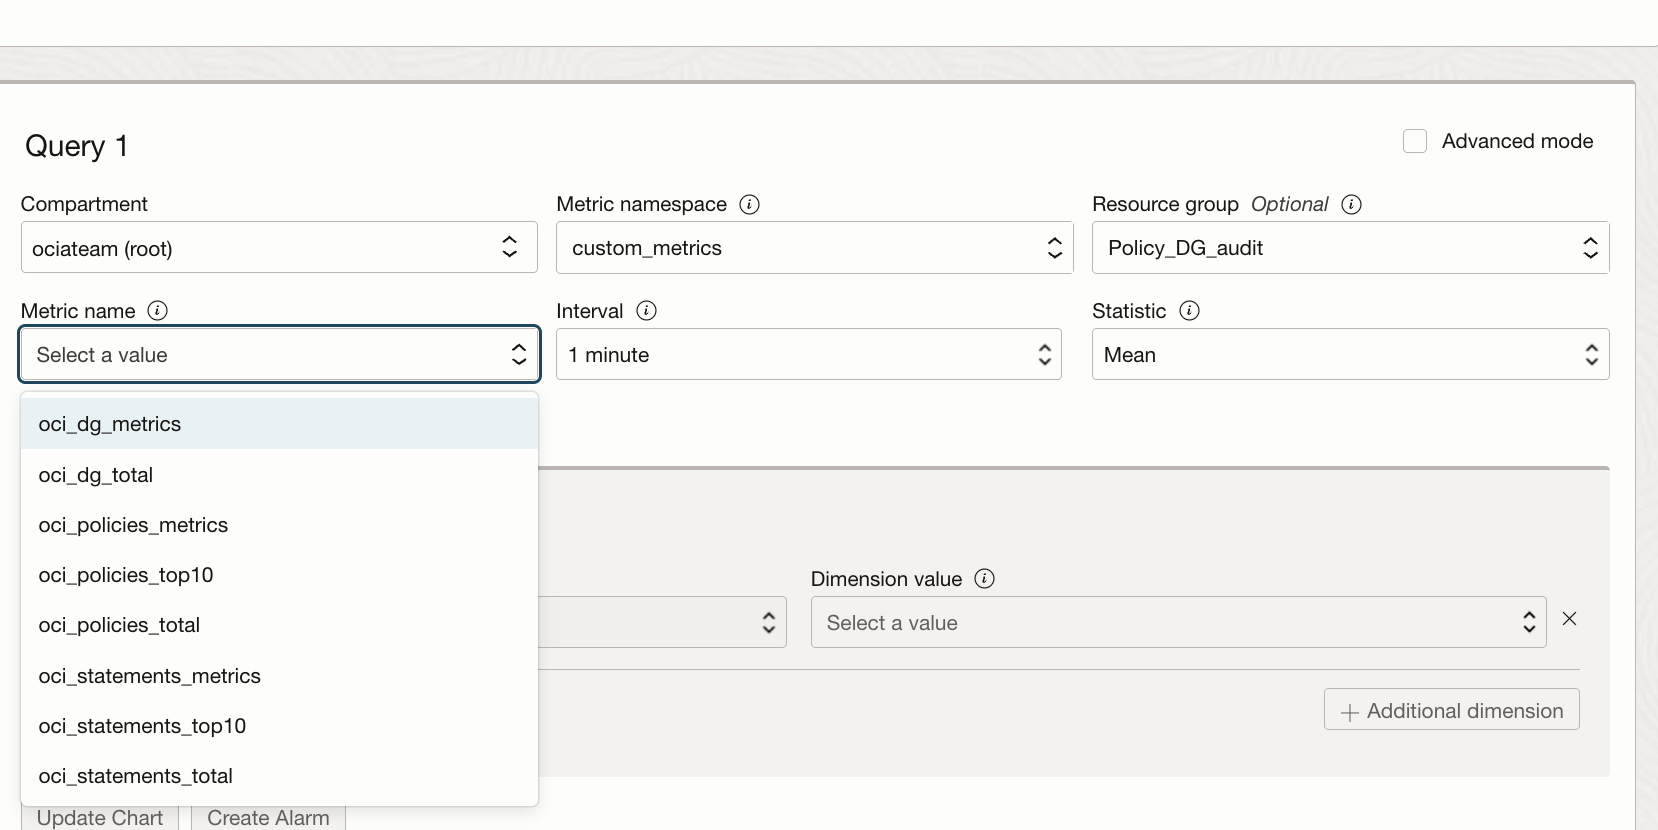 Query 1
Advanced mode
Compartment
Metric namespace
Resource group Optional
ociateam (root)
custom_metrics
Policy_DG_audit
Metric name
Interval
Statistic
Select a value
1 minute
Mean
oci_dg_metrics
oci_dg_total
oci_policies_metrics
oci_policies_top10
oci_policies_total
oci_statements_metrics
oci_statements_top10
oci_statements_total
Dimension value
Select a value
Additional dimension
Update Chart
Create Alarm